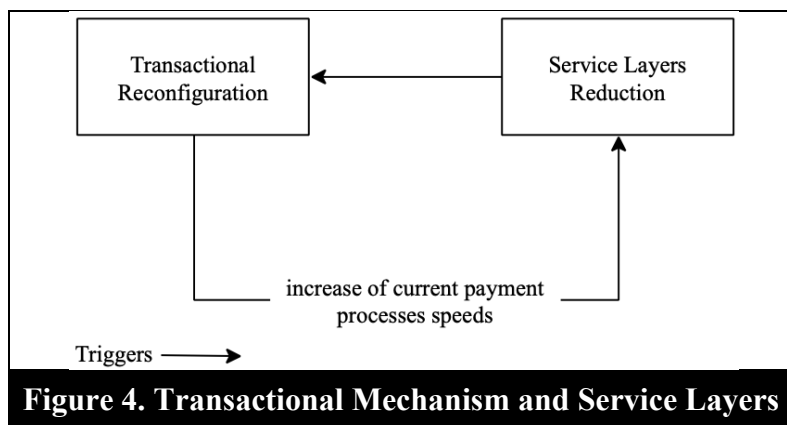 Transactional
Reconfiguration
Service Layers
Reduction
increase of current payment
processes speeds
Triggers
Figure 4. Transactional Mechanism and Service Layers